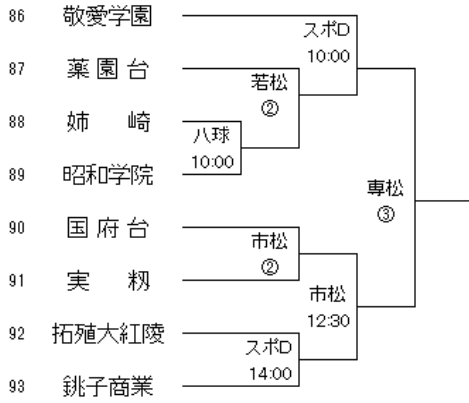 86 敬愛学園
スポD
10:00
87 薬園台
若松
②
88 姉崎
八球
10:00
89 昭和学院
専松
③
90 国府台
市松
②
91 実籾
市松
12:30
92 拓殖大紅陵
スポD
14:00
93 銚子商業